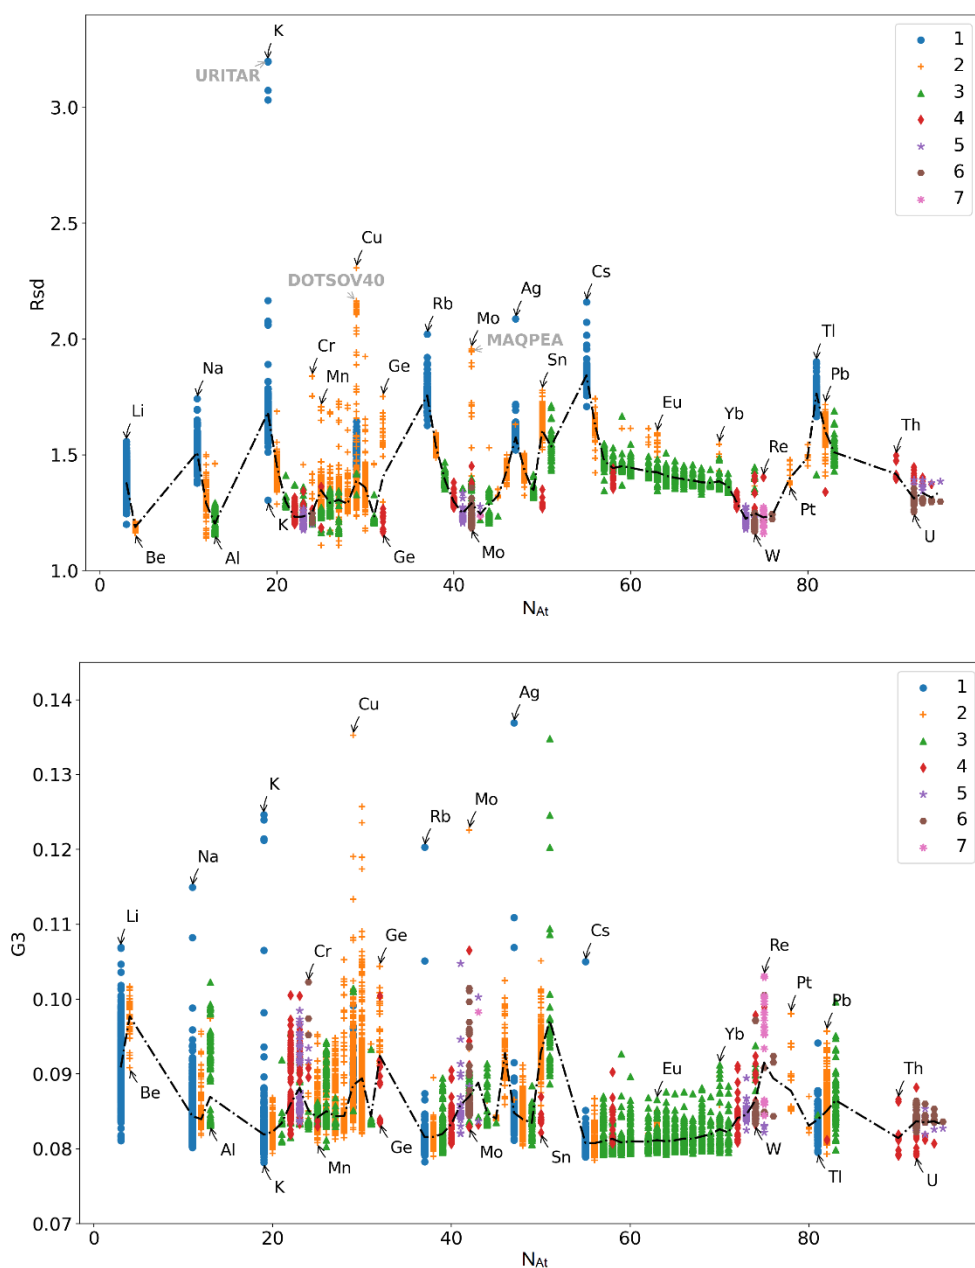 K
1
2
3
4
5
6
7
URITAR
3.0
Cu
2.5
DOTSOV40
Rsd
Rb
Ag
Cs
Mo
2.0
MAQPEA
Tl
Cr
Ge
Sn
Na
Mn
Pb
Li
Eu
Yb
Re
Th
1.5
K
Pt
Be
Al
Ge
Mo
W
U
1.0
0
20
40
60
80
N_At
0.14
Cu
Ag
1
2
3
4
5
6
7
0.13
K
Mo
Rb
0.12
Na
0.11
Li
G3
Cr
Ge
Cs
Re
Pt
Pb
0.10
0.09
Be
Yb
Eu
Th
Al
Mn
Ge
Mo
Sn
W
0.08
K
Tl
U
0.07
0
20
40
60
80
N_At